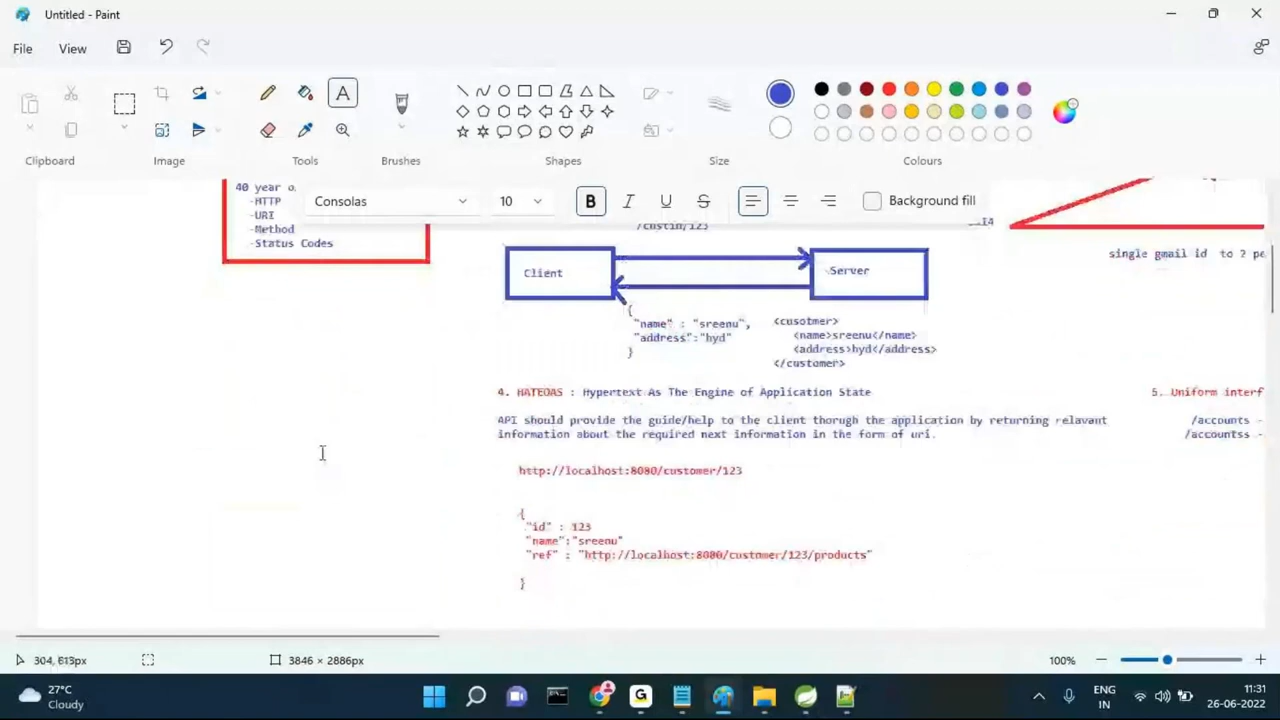 Untitled - Paint
File
View
Clipboard
Image
Tools
Brushes
Shapes
Size
Colours
Consolas
10
B
I
U
S
Background fill
40 year o
-HTTP
-URI
-Method
-Status Codes
Client
Server
single gmail id to ? pe
{
"name" : "sreenu",
"address":"hyd"
}
<cusotmer>
<name>sreenu</name>
<address>hyd</address>
</customer>
4. HATEOAS : Hypertext As The Engine of Application State
API should provide the guide/help to the client thorugh the application by returning relavant
information about the required next information in the form of uri.
http://localhost:8080/customer/123
{
"id" : 123
"name":"sreenu"
"ref" : "http://localhost:8080/customer/123/products"
}
5. Uniform interf
/accounts -
/accountss -
304, 613px
3846 × 2886px
100%
27°C
Cloudy
ENG
IN
11:31
26-06-2022